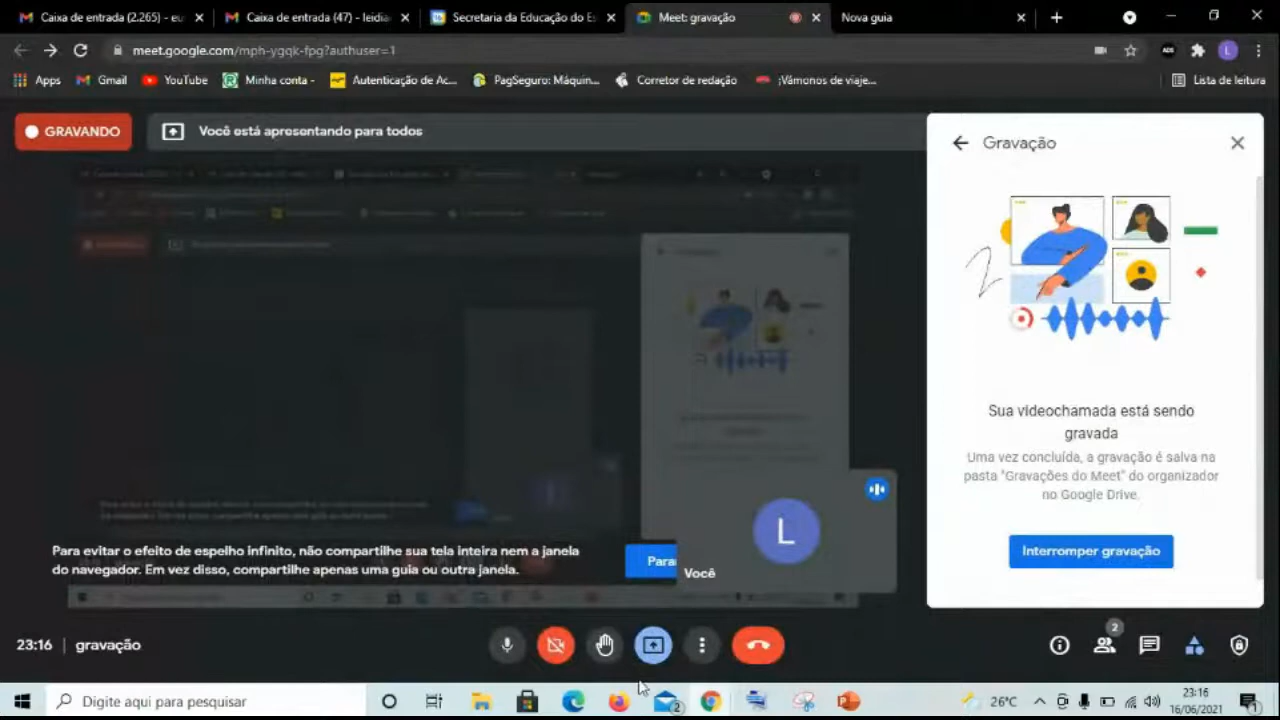 Caixa de entrada (2.265) - eu
Caixa de entrada (47) - leidia
Secretaria da Educação do Es
Meet: gravação
Nova guia
meet.google.com/mph-ygqk-fpg?authuser=1
L
Apps
Gmail
YouTube
Minha conta -
Autenticação de Ac...
PagSeguro: Máquin...
Corretor de redação
¡Vámonos de viaje...
Lista de leitura
GRAVANDO
Você está apresentando para todos
Gravação
2
Sua videochamada está sendo
gravada
Uma vez concluída, a gravação é salva na
pasta "Gravações do Meet" do organizador
no Google Drive.
Interromper gravação
Para evitar o efeito de espelho infinito, não compartilhe sua tela inteira nem a janela
do navegador. Em vez disso, compartilhe apenas uma guia ou outra janela.
Para
L
Você
23:16 | gravação
2
Digite aqui para pesquisar
2
26°C
23:16
16/06/2021
1